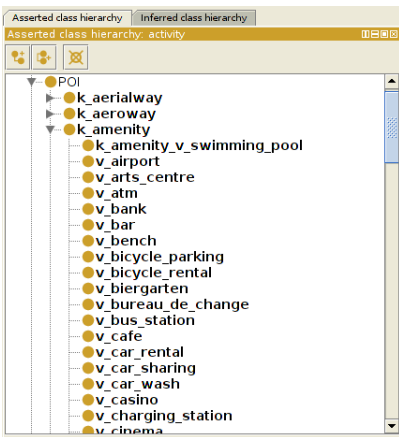 Asserted class hierarchy Inferred class hierarchy
Asserted class hierarchy: activity
POI
k_aerialway
k_aeroway
k_amenity
k_amenity_v_swimming_pool
v_airport
v_arts_centre
v_atm
v_bank
v_bar
v_bench
v_bicycle_parking
v_bicycle_rental
v_biergarten
v_bureau_de_change
v_bus_station
v_cafe
v_car_rental
v_car_sharing
v_car_wash
v_casino
v_charging_station
v_cinema